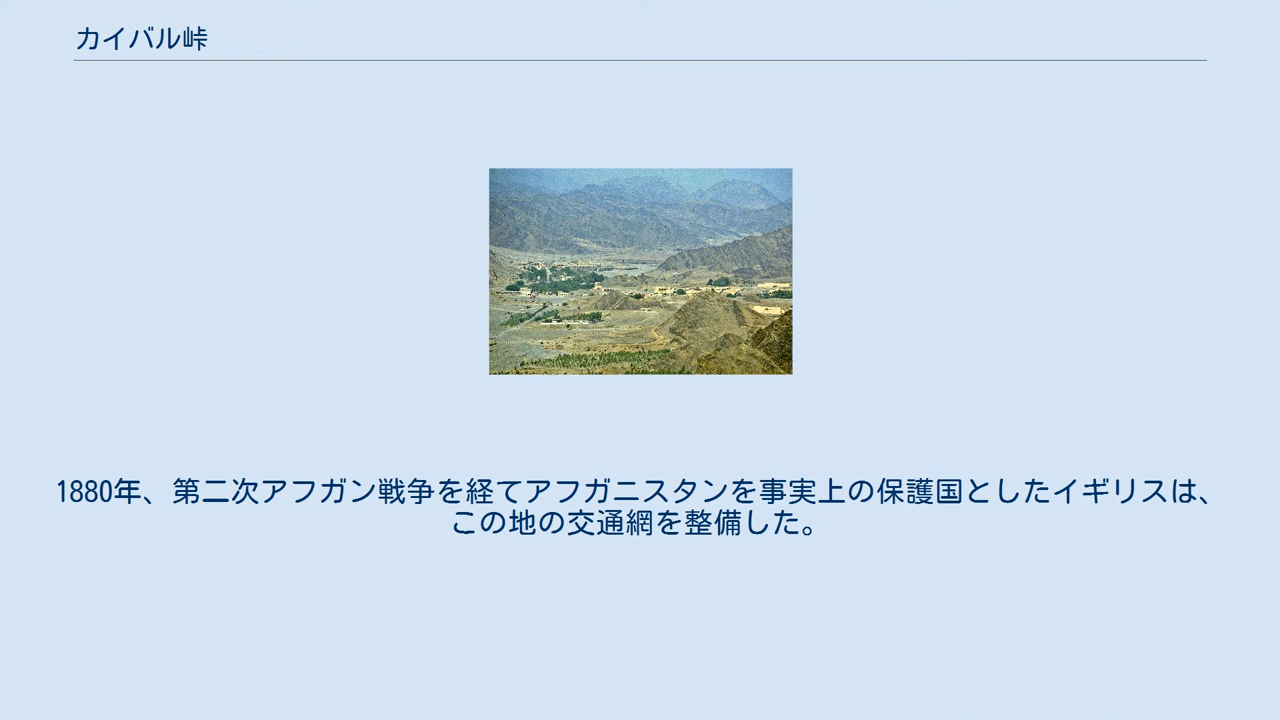 カイバル峠
1880年、第二次アフガン戦争を経てアフガニスタンを事実上の保護国としたイギリスは、
この地の交通網を整備した。